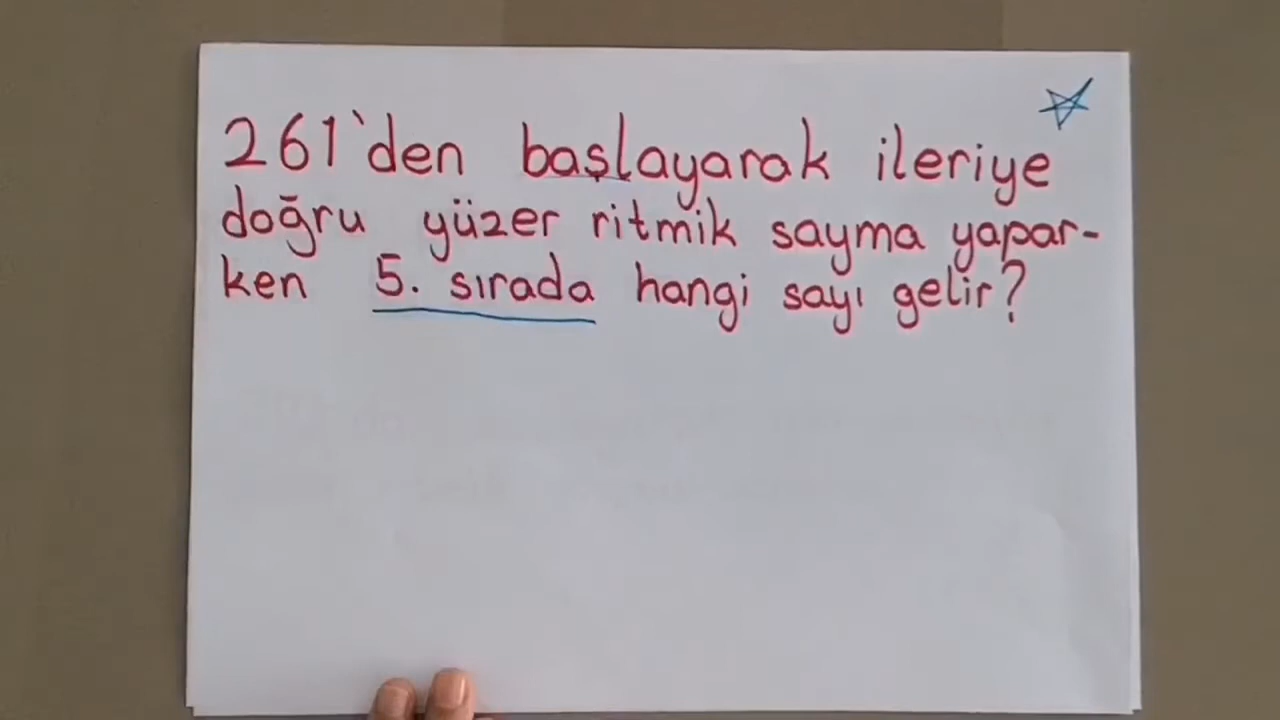 261'den başlayarak ileriye
doğru yüzer ritmik sayma yapar-
ken 5. sırada hangi sayı gelir?